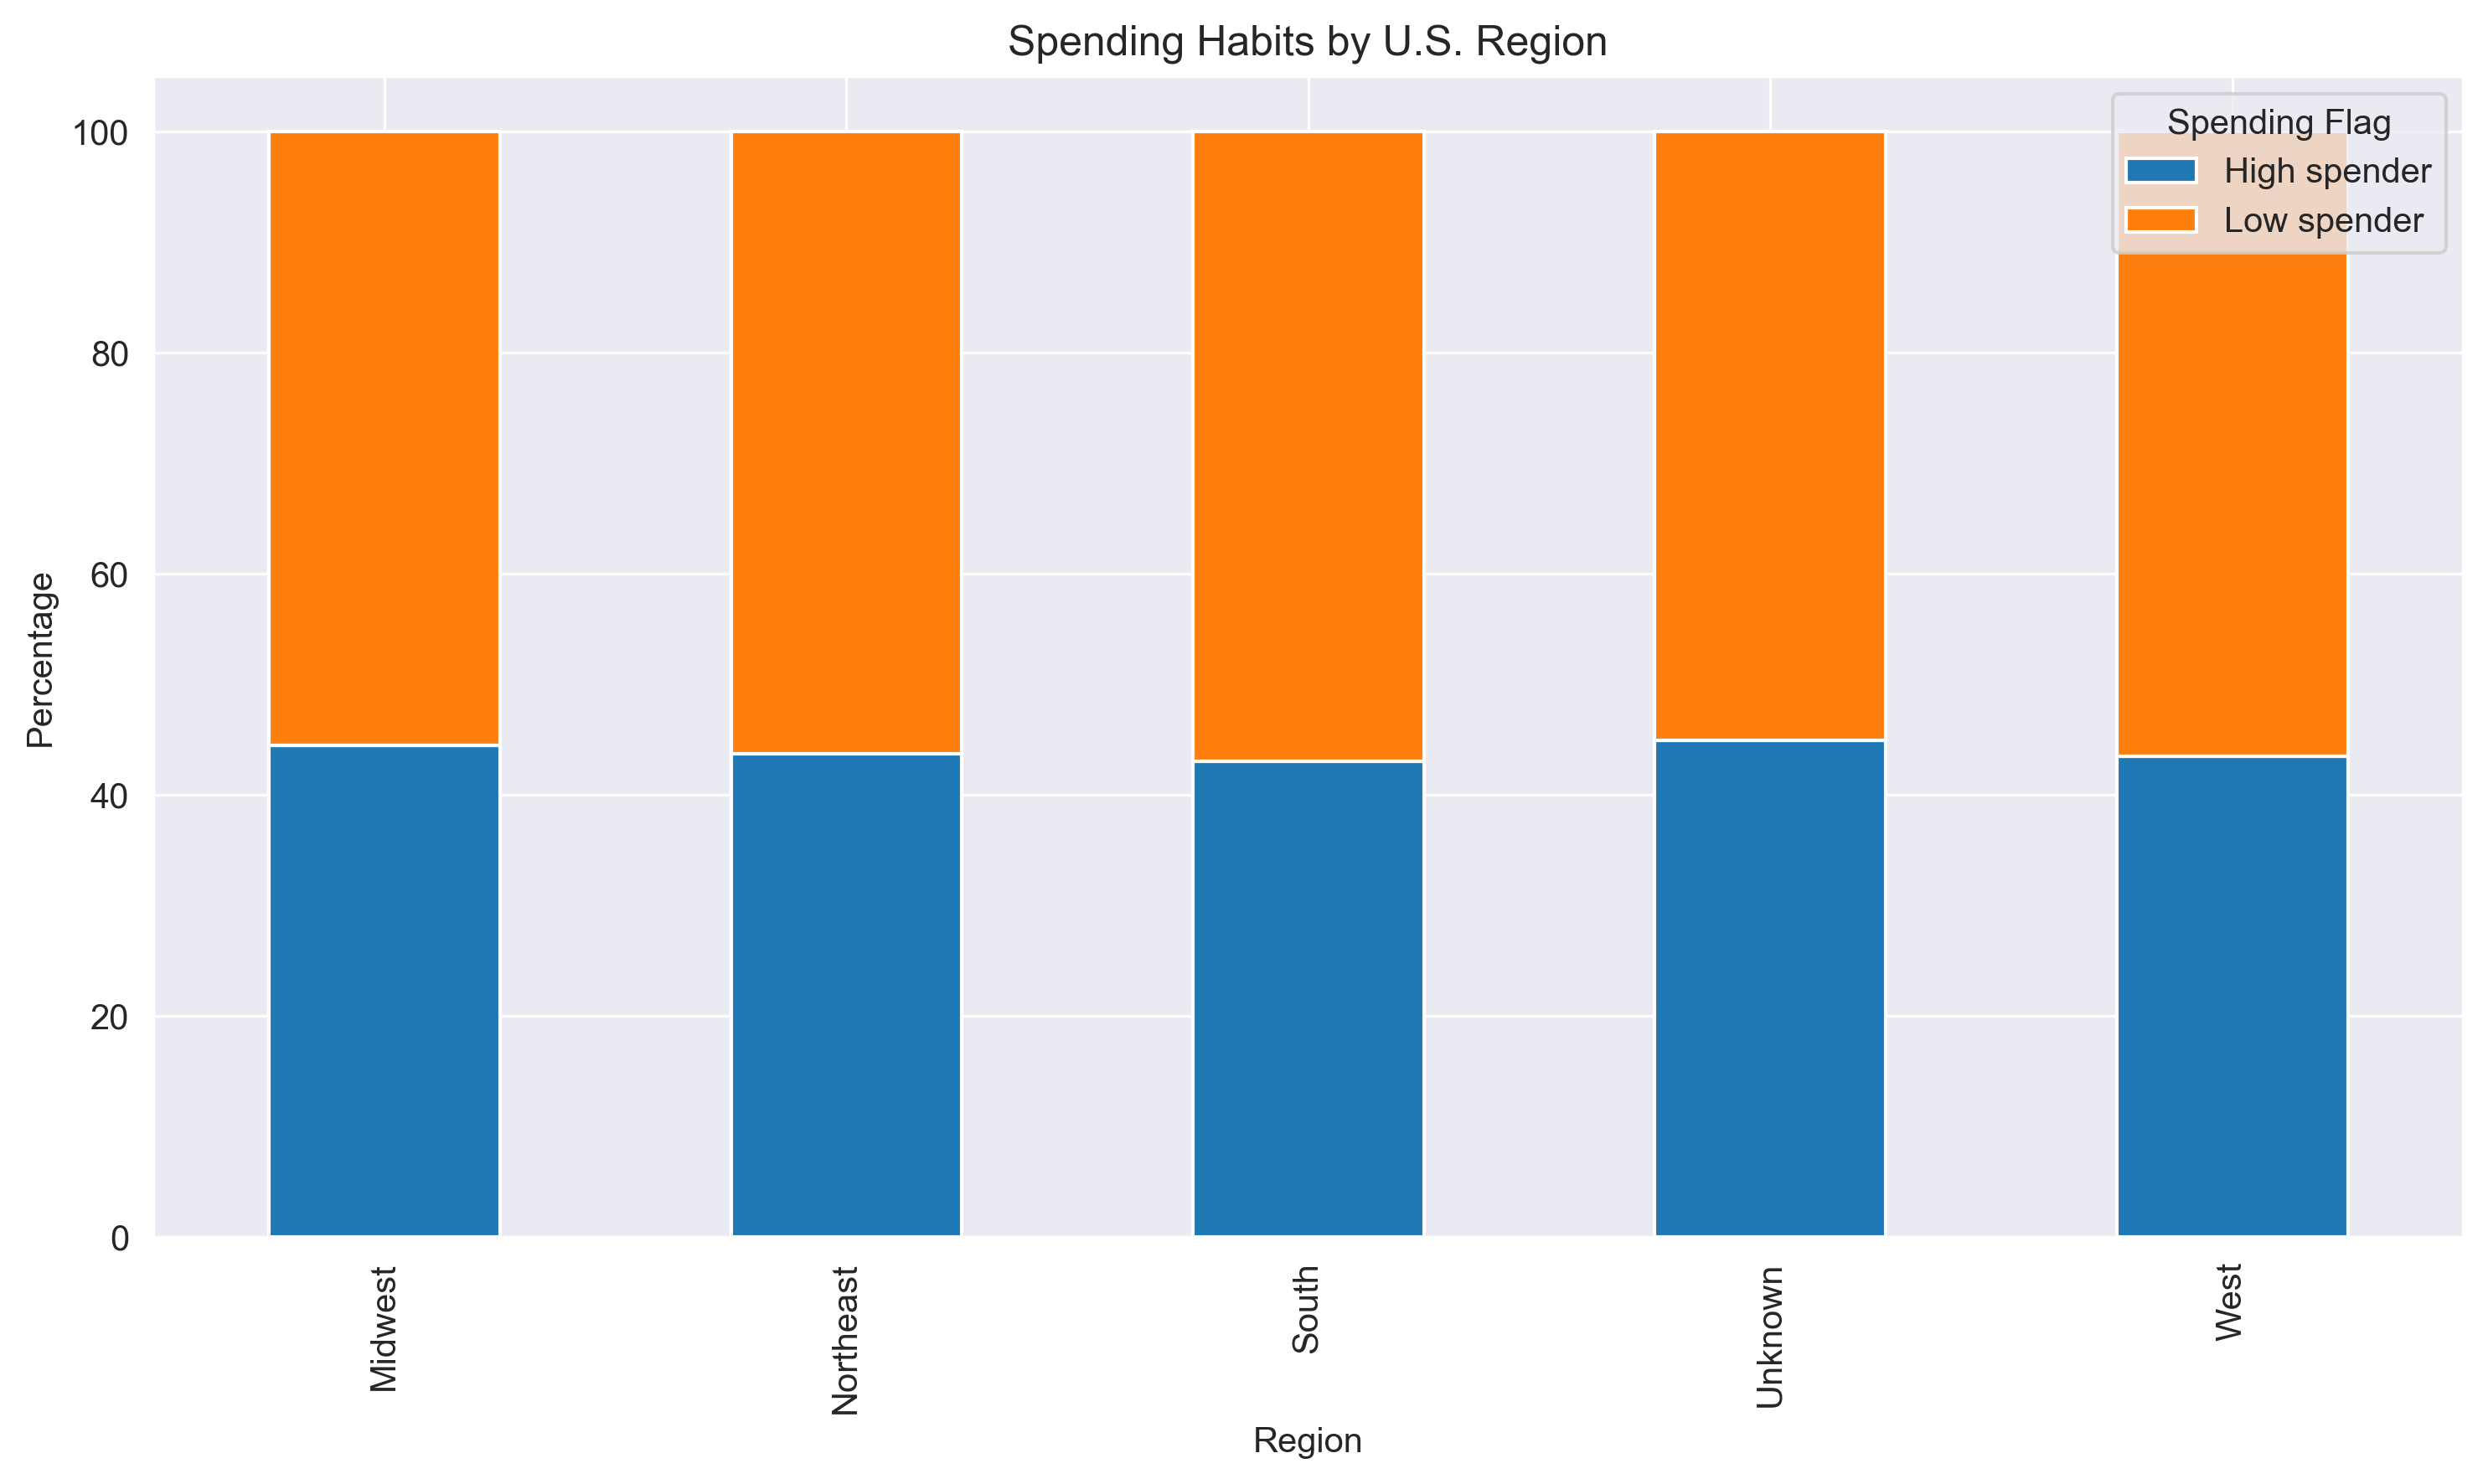 Spending Habits by U.S. Region
Spending Flag
High spender
Low spender
100
80
60
40
20
0
Percentage
Midwest
Northeast
South
Unknown
West
Region